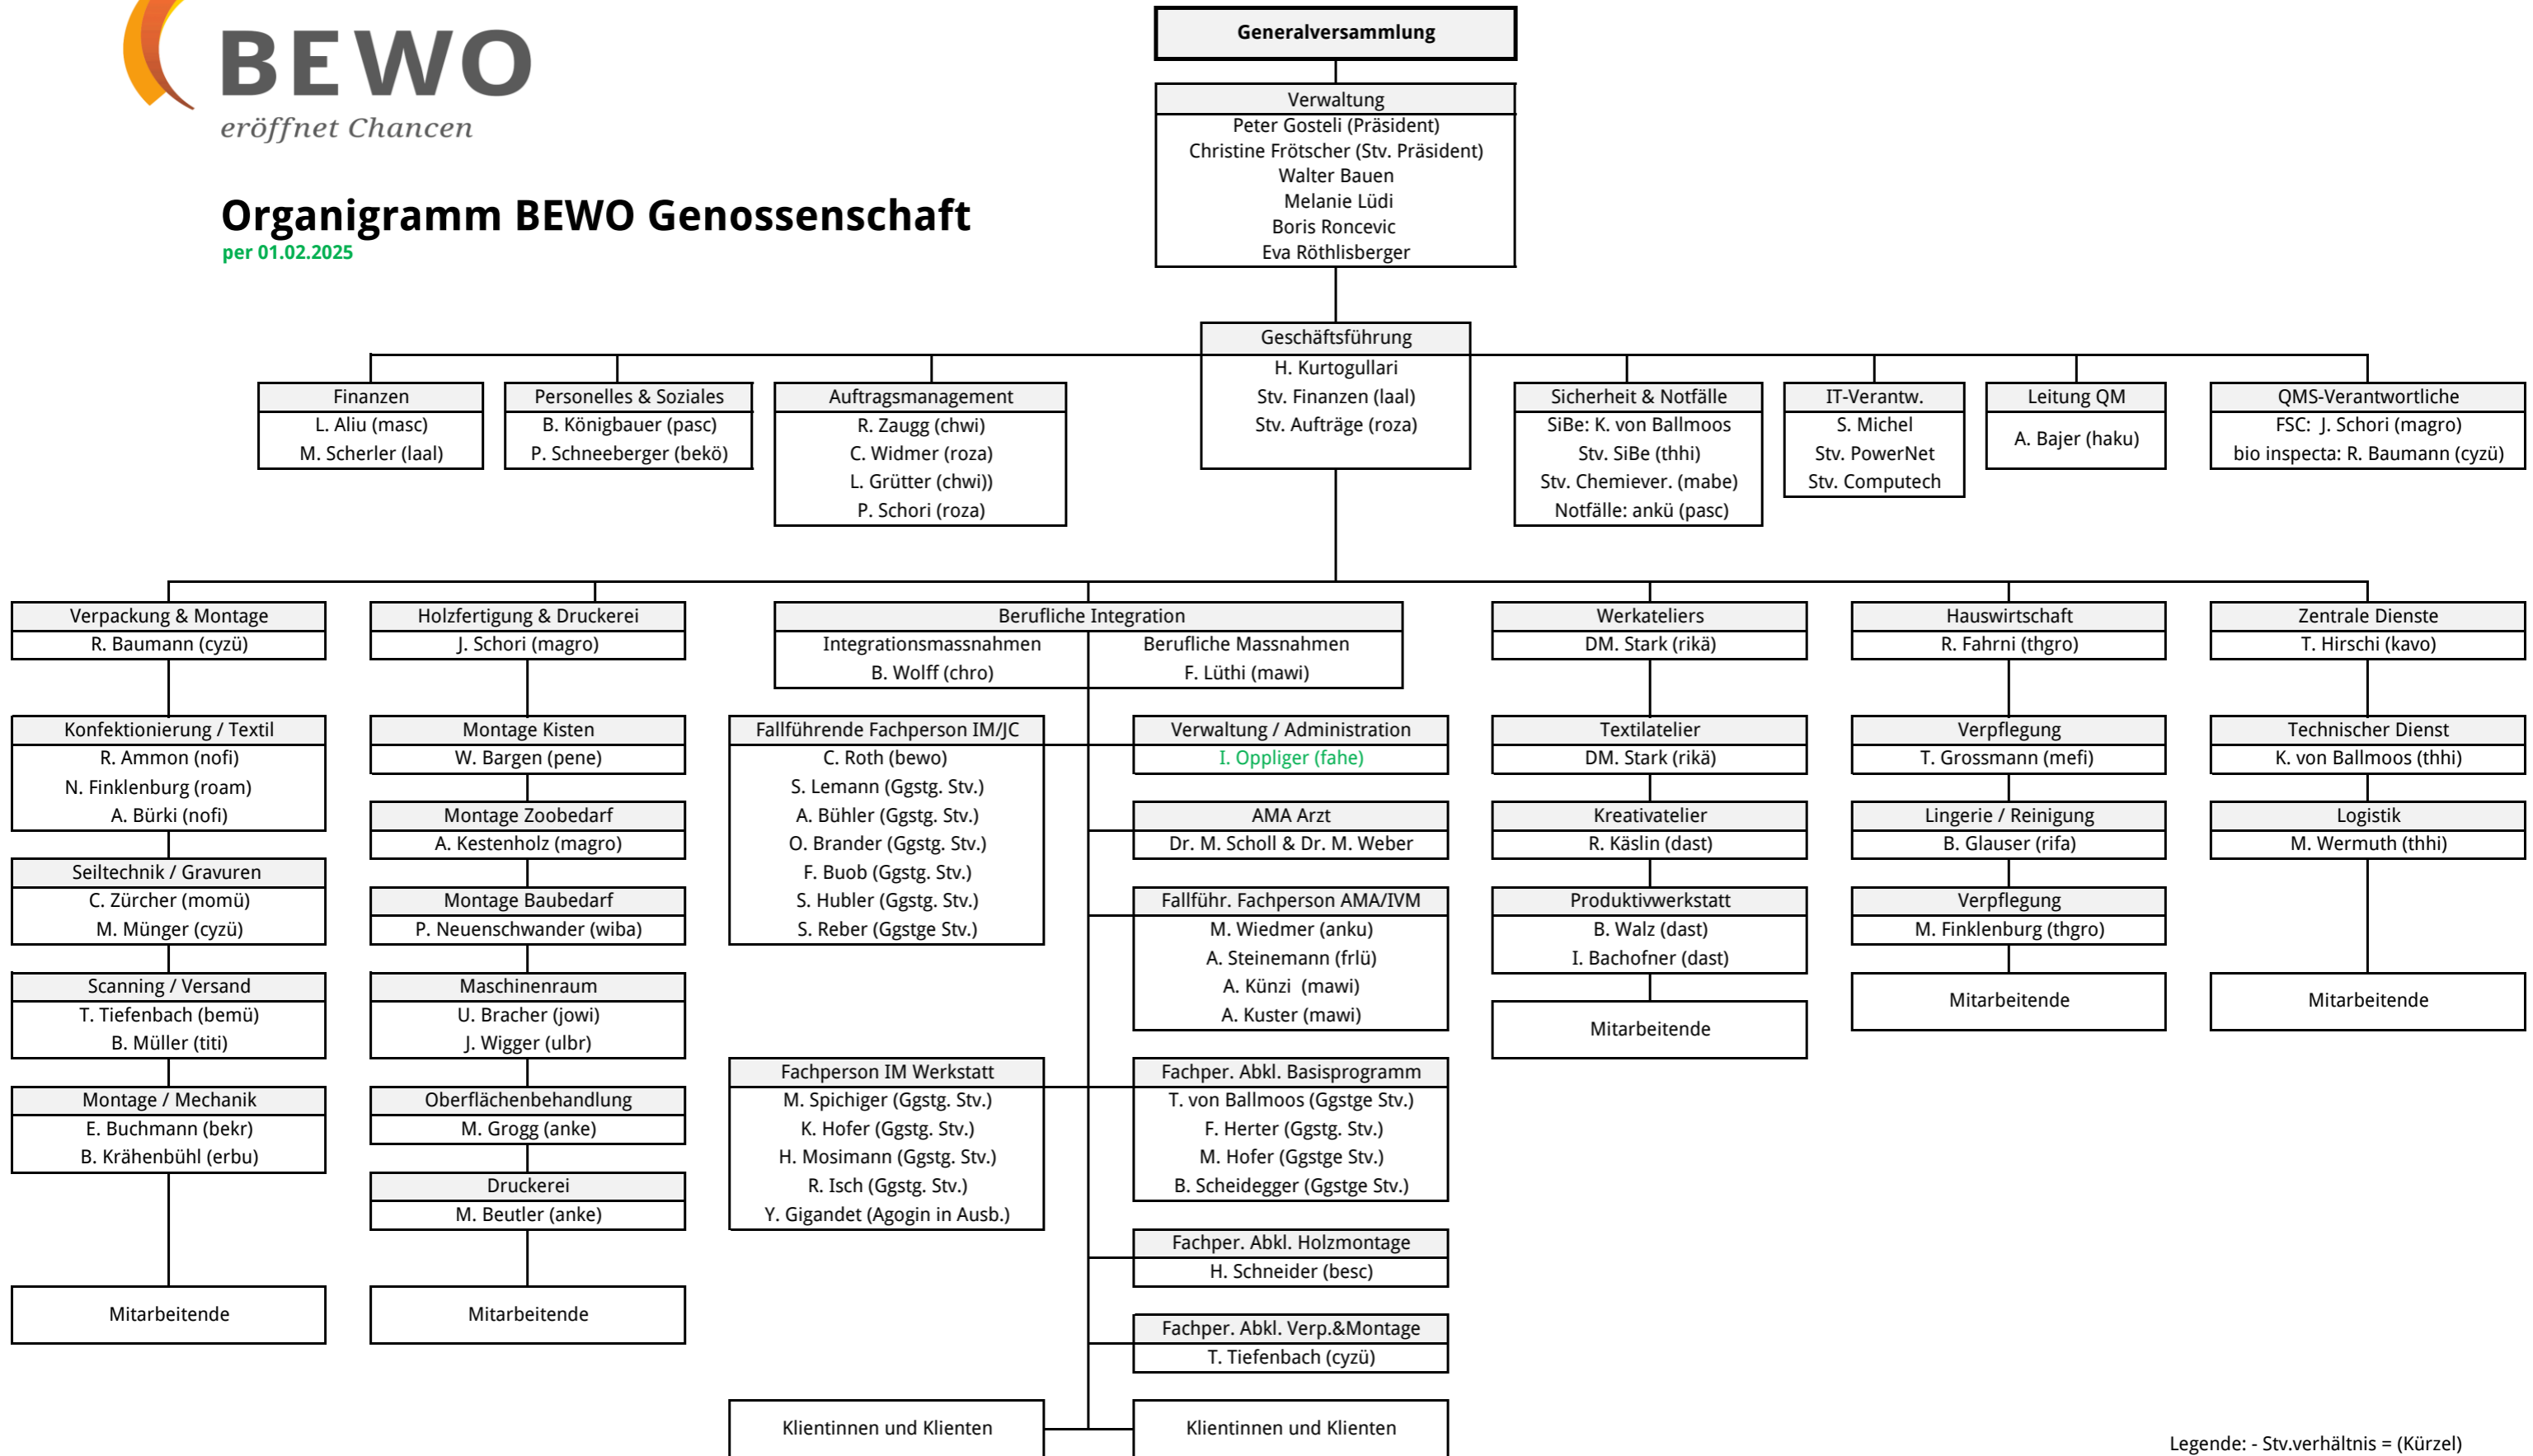 BEWO
eröffnet Chancen
Organigramm BEWO Genossenschaft
per 01.02.2025
Generalversammlung
Verwaltung
Peter Gosteli (Präsident)
Christine Frötscher (Stv. Präsident)
Walter Bauen
Melanie Lüdi
Boris Roncevic
Eva Röthlisberger
Geschäftsführung
H. Kurtogullari
Stv. Finanzen (laal)
Stv. Aufträge (roza)
Finanzen
L. Aliu (masc)
M. Scherler (laal)
Personelles & Soziales
B. Königbauer (pasc)
P. Schneeberger (bekö)
Auftragsmanagement
R. Zaugg (chwi)
C. Widmer (roza)
L. Grütter (chwi))
P. Schori (roza)
Sicherheit & Notfälle
SiBe: K. von Ballmoos
Stv. SiBe (thhi)
Stv. Chemiever. (mabe)
Notfälle: ankü (pasc)
IT-Verantw.
S. Michel
Stv. PowerNet
Stv. Computech
Leitung QM
A. Bajer (haku)
QMS-Verantwortliche
FSC: J. Schori (magro)
bio inspecta: R. Baumann (cyzü)
Verpackung & Montage
R. Baumann (cyzü)
Konfektionierung / Textil
R. Ammon (nofi)
N. Finklenburg (roam)
A. Bürki (nofi)
Seiltechnik / Gravuren
C. Zürcher (momü)
M. Münger (cyzü)
Scanning / Versand
T. Tiefenbach (bemü)
B. Müller (titi)
Montage / Mechanik
E. Buchmann (bekr)
B. Krähenbühl (erbu)
Mitarbeitende
Holzfertigung & Druckerei
J. Schori (magro)
Montage Kisten
W. Bargen (pene)
Montage Zoobedarf
A. Kestenholz (magro)
Montage Baubedarf
P. Neuenschwander (wiba)
Maschinenraum
U. Bracher (jowi)
J. Wigger (ulbr)
Oberflächenbehandlung
M. Grogg (anke)
Druckerei
M. Beutler (anke)
Mitarbeitende
Berufliche Integration
Integrationsmassnahmen
B. Wolff (chro)
Berufliche Massnahmen
F. Lüthi (mawi)
Fallführende Fachperson IM/JC
C. Roth (bewo)
S. Lemann (Ggstg. Stv.)
A. Bühler (Ggstg. Stv.)
O. Brander (Ggstg. Stv.)
F. Buob (Ggstg. Stv.)
S. Hubler (Ggstg. Stv.)
S. Reber (Ggstge Stv.)
Fachperson IM Werkstatt
M. Spichiger (Ggstg. Stv.)
K. Hofer (Ggstg. Stv.)
H. Mosimann (Ggstg. Stv.)
R. Isch (Ggstg. Stv.)
Y. Gigandet (Agogin in Ausb.)
Klientinnen und Klienten
Verwaltung / Administration
I. Oppliger (fahe)
AMA Arzt
Dr. M. Scholl & Dr. M. Weber
Fallführ. Fachperson AMA/IVM
M. Wiedmer (anku)
A. Steinemann (frlü)
A. Künzi (mawi)
A. Kuster (mawi)
Fachper. Abkl. Basisprogramm
T. von Ballmoos (Ggstge Stv.)
F. Herter (Ggstg. Stv.)
M. Hofer (Ggstge Stv.)
B. Scheidegger (Ggstge Stv.)
Fachper. Abkl. Holzmontage
H. Schneider (besc)
Fachper. Abkl. Verp.&Montage
T. Tiefenbach (cyzü)
Klientinnen und Klienten
Werkateliers
DM. Stark (rikä)
Textilatelier
DM. Stark (rikä)
Kreativatelier
R. Käslin (dast)
Produktivwerkstatt
B. Walz (dast)
I. Bachofner (dast)
Mitarbeitende
Hauswirtschaft
R. Fahrni (thgro)
Verpflegung
T. Grossmann (mefi)
Lingerie / Reinigung
B. Glauser (rifa)
Verpflegung
M. Finklenburg (thgro)
Mitarbeitende
Zentrale Dienste
T. Hirschi (kavo)
Technischer Dienst
K. von Ballmoos (thhi)
Logistik
M. Wermuth (thhi)
Mitarbeitende
Legende: - Stv.verhältnis = (Kürzel)